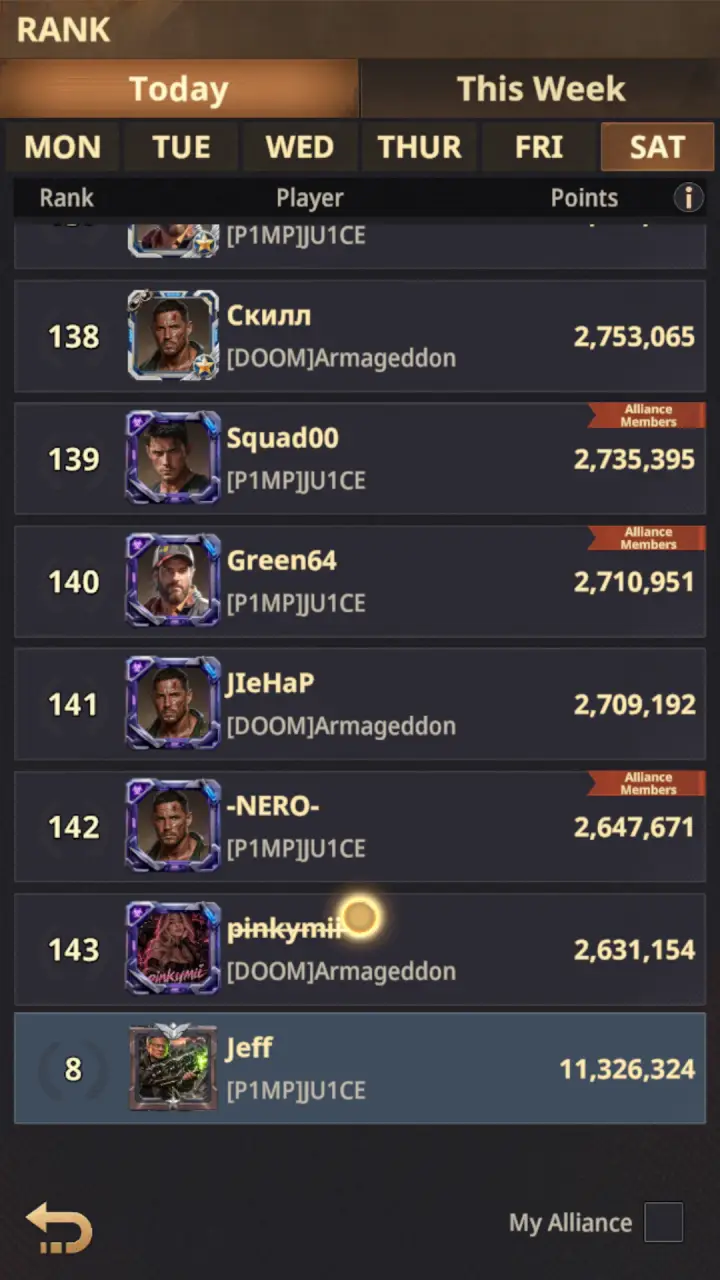 RANK
Today
This Week
MON
TUE
WED
THUR
FRI
SAT
Rank
Player
Points
i
[P1MP]JU1CE
138
Скилл
[DOOM]Armageddon
2,753,065
Alliance
Members
139
Squad00
[P1MP]JU1CE
2,735,395
Alliance
Members
140
Green64
[P1MP]JU1CE
2,710,951
141
JIeHaP
[DOOM]Armageddon
2,709,192
Alliance
Members
142
-NERO-
[P1MP]JU1CE
2,647,671
143
pinkymii
PINKYMII
[DOOM]Armageddon
2,631,154
8
Jeff
[P1MP]JU1CE
11,326,324
My Alliance